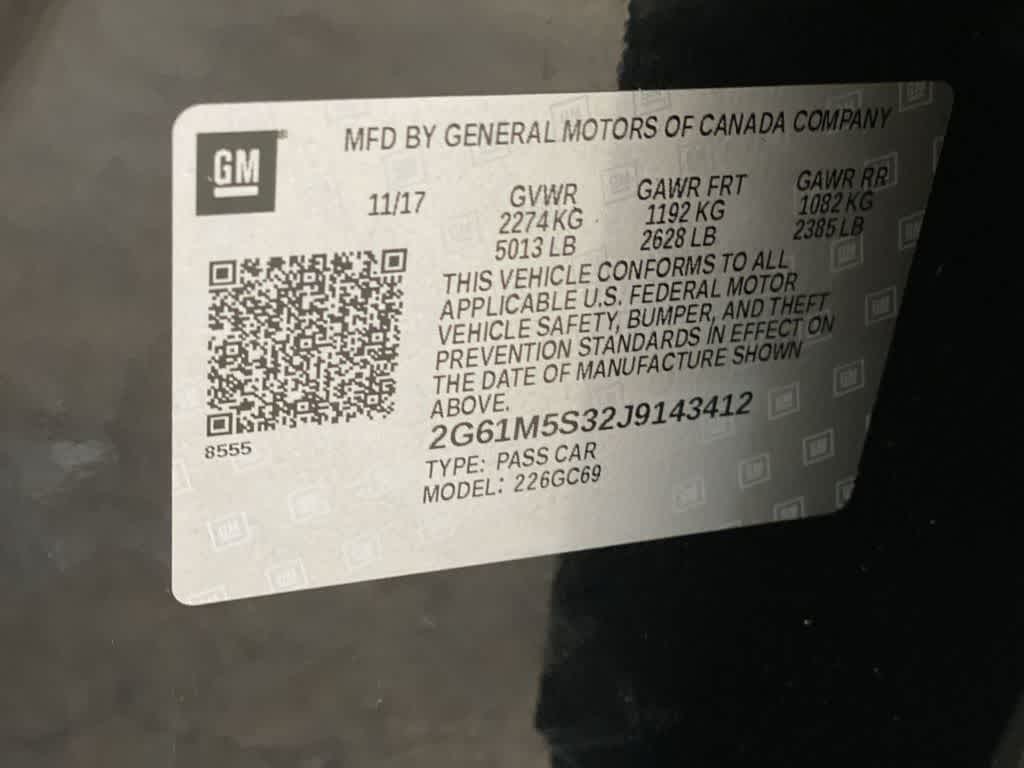 GM
MFD BY GENERAL MOTORS OF CANADA COMPANY
11/17 GVWR GAWR FRT GAWR RR
2274 KG 1192 KG 1082 KG
5013 LB 2628 LB 2385 LB
THIS VEHICLE CONFORMS TO ALL
APPLICABLE U.S. FEDERAL MOTOR
VEHICLE SAFETY, BUMPER, AND THEFT
PREVENTION STANDARDS IN EFFECT ON
THE DATE OF MANUFACTURE SHOWN
ABOVE.
8555
2G61M5S32J9143412
TYPE: PASS CAR
MODEL: 226GC69